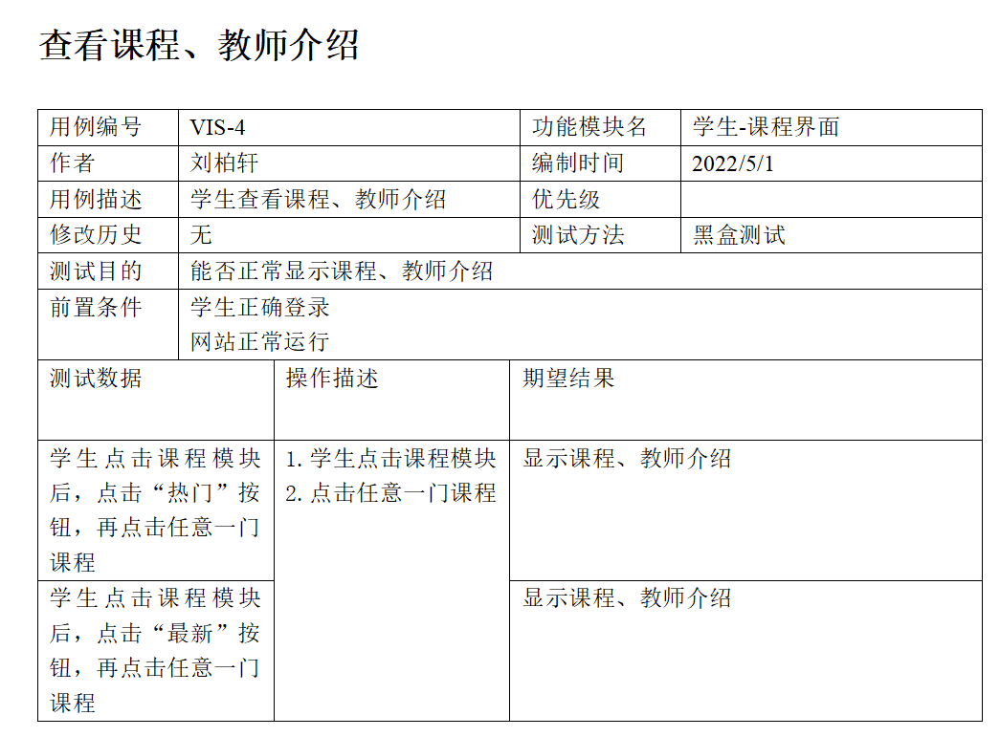 查看课程、教师介绍
用例编号 VIS-4 功能模块名 学生-课程界面
作者 刘柏轩 编制时间 2022/5/1
用例描述 学生查看课程、教师介绍 优先级
修改历史 无 测试方法 黑盒测试
测试目的 能否正常显示课程、教师介绍
前置条件 学生正确登录
网站正常运行
测试数据 操作描述 期望结果
学生点击课程模块
后，点击“热门”按
钮，再点击任意一门
课程
1.学生点击课程模块
2.点击任意一门课程
显示课程、教师介绍
学生点击课程模块
后，点击“最新”按
钮，再点击任意一门
课程
显示课程、教师介绍